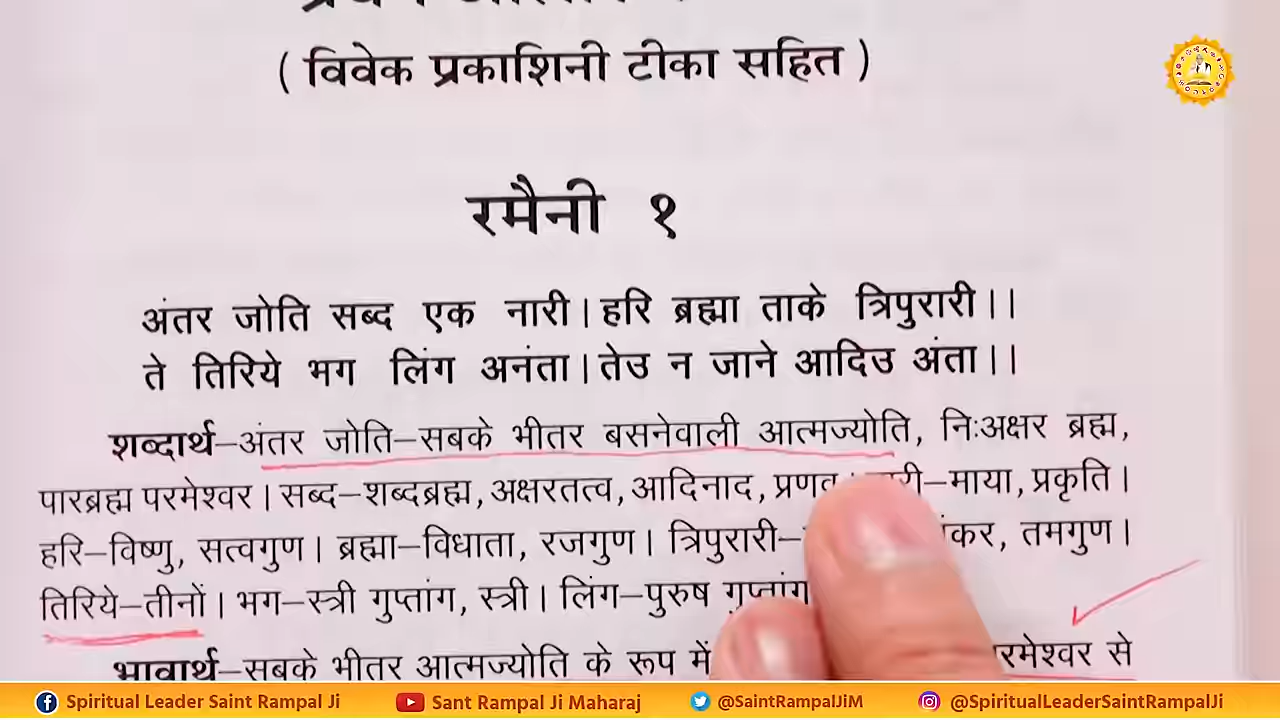 ( विवेक प्रकाशिनी टीका सहित )
रमैनी १
अंतर जोति सब्द एक नारी। हरि ब्रह्मा ताके त्रिपुरारी।।
ते तिरिये भग लिंग अनंता। तेउ न जाने आदिउ अंता।।
शब्दार्थ–अंतर जोति–सबके भीतर बसनेवाली आत्मज्योति, निःअक्षर ब्रह्म,
पारब्रह्म परमेश्वर। सब्द–शब्दब्रह्म, अक्षरतत्व, आदिनाद, प्रणव –माया, प्रकृति।
हरि–विष्णु, सत्वगुण। ब्रह्मा–विधाता, रजगुण। त्रिपुरारी– तमगुण।
तिरिये–तीनों। भग–स्त्री गुप्तांग, स्त्री। लिंग–पुरुष गुप्तांग
भावार्थ–सबके भीतर आत्मज्योति के रूप में से
Spiritual Leader Saint Rampal Ji Sant Rampal Ji Maharaj @SaintRampalJiM @SpiritualLeaderSaintRampalJi